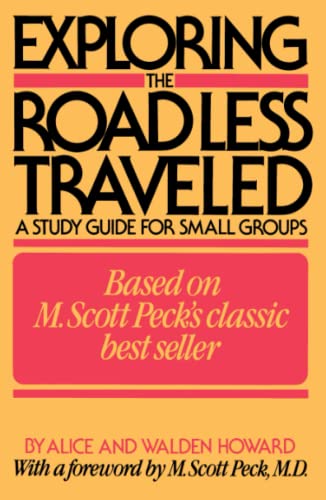 EXPLORING
THE
ROAD LESS
TRAVELED
A STUDY GUIDE FOR SMALL GROUPS
Based on
M. Scott Peck's classic
best seller
BY ALICE AND WALDEN HOWARD
With a foreword by M. Scott Peck, M.D.